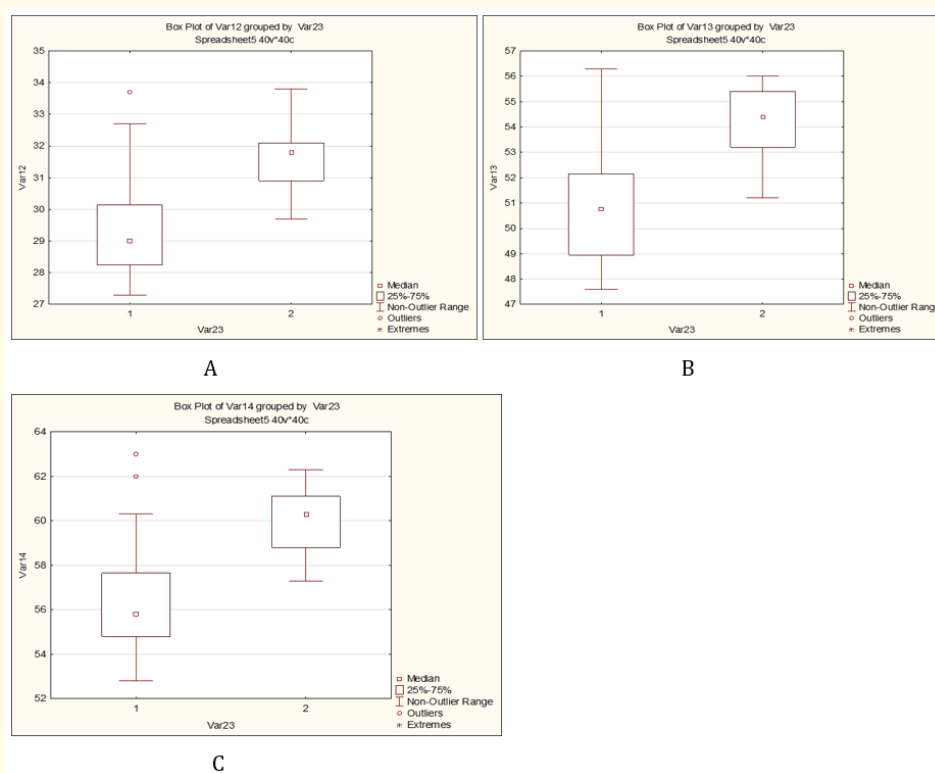 Box Plot of Var12 grouped by Var23
Spreadsheet5 40v*40c
35
34
33
32
31
30
29
28
27
Var12
1
2
Var23
Median
25%-75%
Non-Outlier Range
Outliers
Extremes
A
Box Plot of Var13 grouped by Var23
Spreadsheet5 40v*40c
57
56
55
54
53
52
51
50
49
48
47
Var13
1
2
Var23
Median
25%-75%
Non-Outlier Range
Outliers
Extremes
B
Box Plot of Var14 grouped by Var23
Spreadsheet5 40v*40c
64
62
60
58
56
54
52
Var14
1
2
Var23
Median
25%-75%
Non-Outlier Range
Outliers
Extremes
C